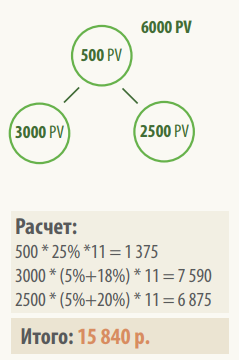 6000 PV
500 PV
3000 PV
2500 PV
Расчет:
500 * 25% *11 = 1 375
3000 * (5%+18%) * 11 = 7 590
2500 * (5%+20%) * 11 = 6 875
Итого: 15 840 р.